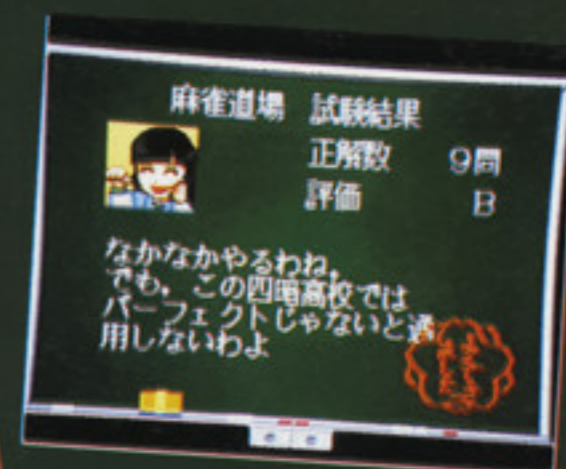 麻雀道場 試験結果
正解数 9問
評価 B
なかなかやるわね。
でも、この四暗高校では
パーフェクトじゃないと通
用しないわよ